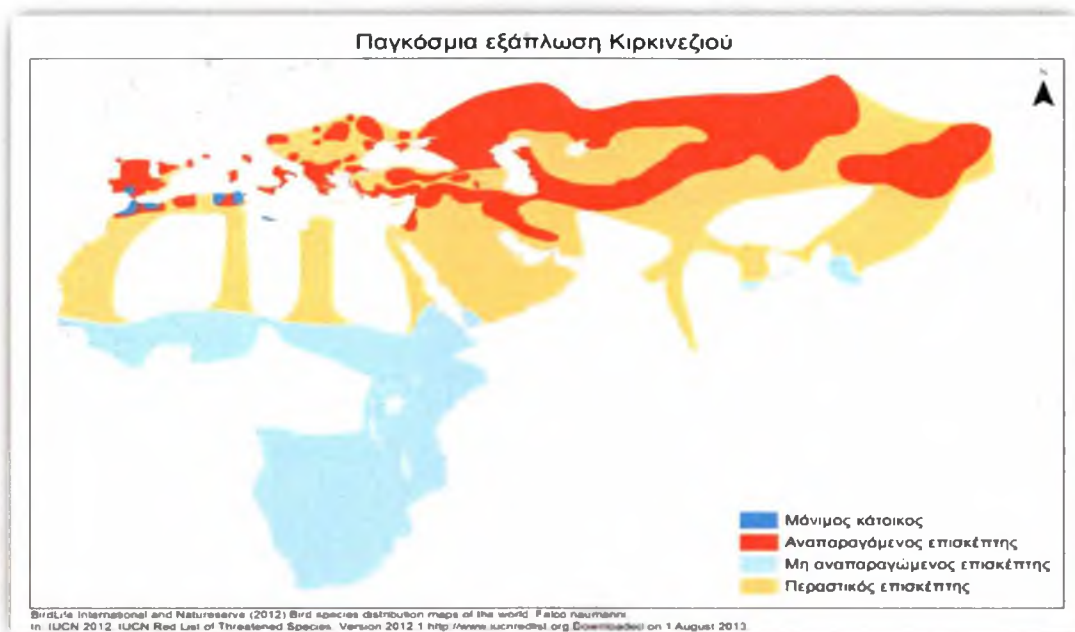 Παγκόσμια εξάπλωση Κιρκινεζιού
N
Μόνιμος κάτοικος
Αναπαραγόμενος επισκέπτης
Μη αναπαραγώμενος επισκέπτης
Περαστικός επισκέπτης
BirdLife International and Natureserve (2012) Bird species distribution maps of the world. Falco naumanni.
In: IUCN 2012. IUCN Red List of Threatened Species. Version 2012.1 http://www.iucnredlist.org Downloaded on 1 August 2013.